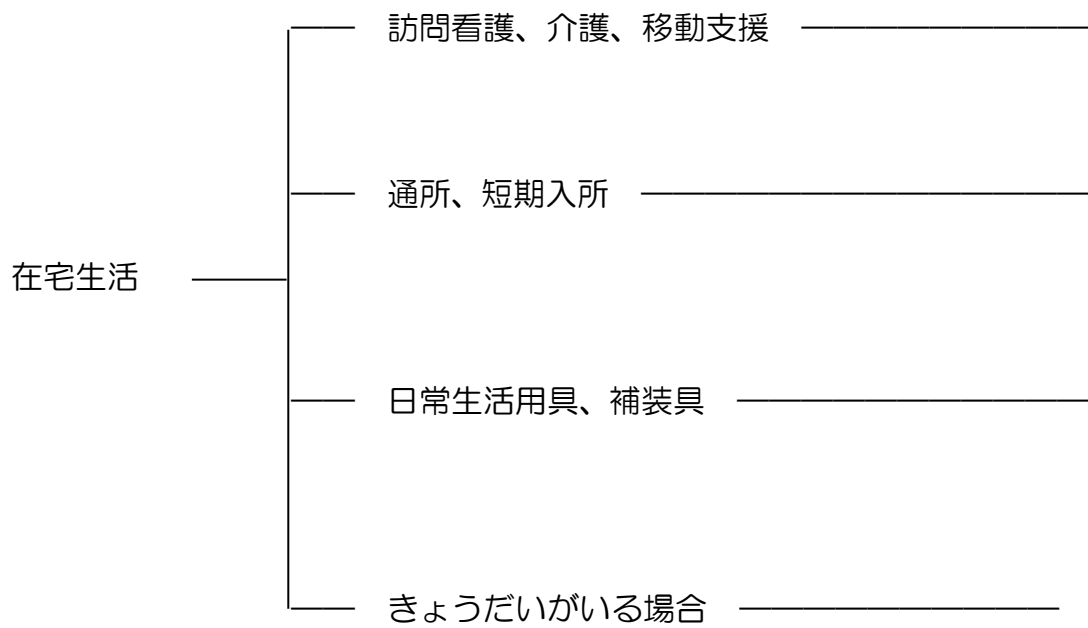 訪問看護、介護、移動支援
通所、短期入所
在宅生活
日常生活用具、補装具
きょうだいがいる場合